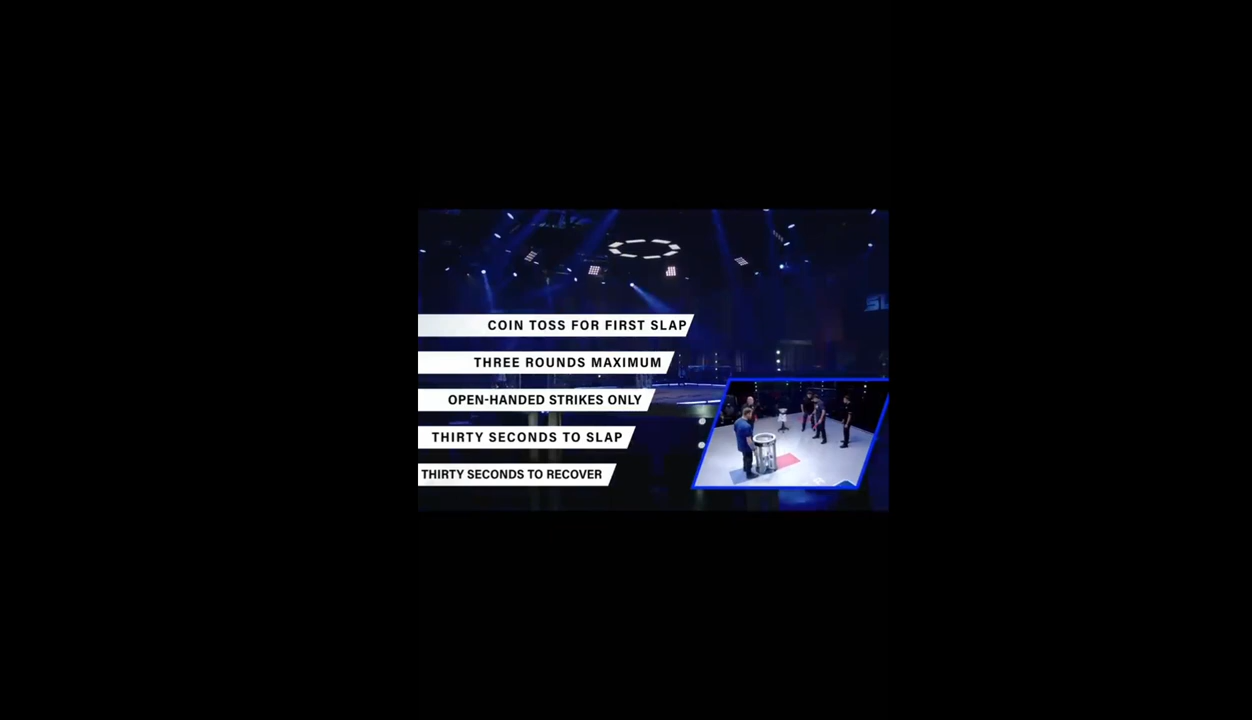 COIN TOSS FOR FIRST SLAP
THREE ROUNDS MAXIMUM
OPEN-HANDED STRIKES ONLY
THIRTY SECONDS TO SLAP
THIRTY SECONDS TO RECOVER